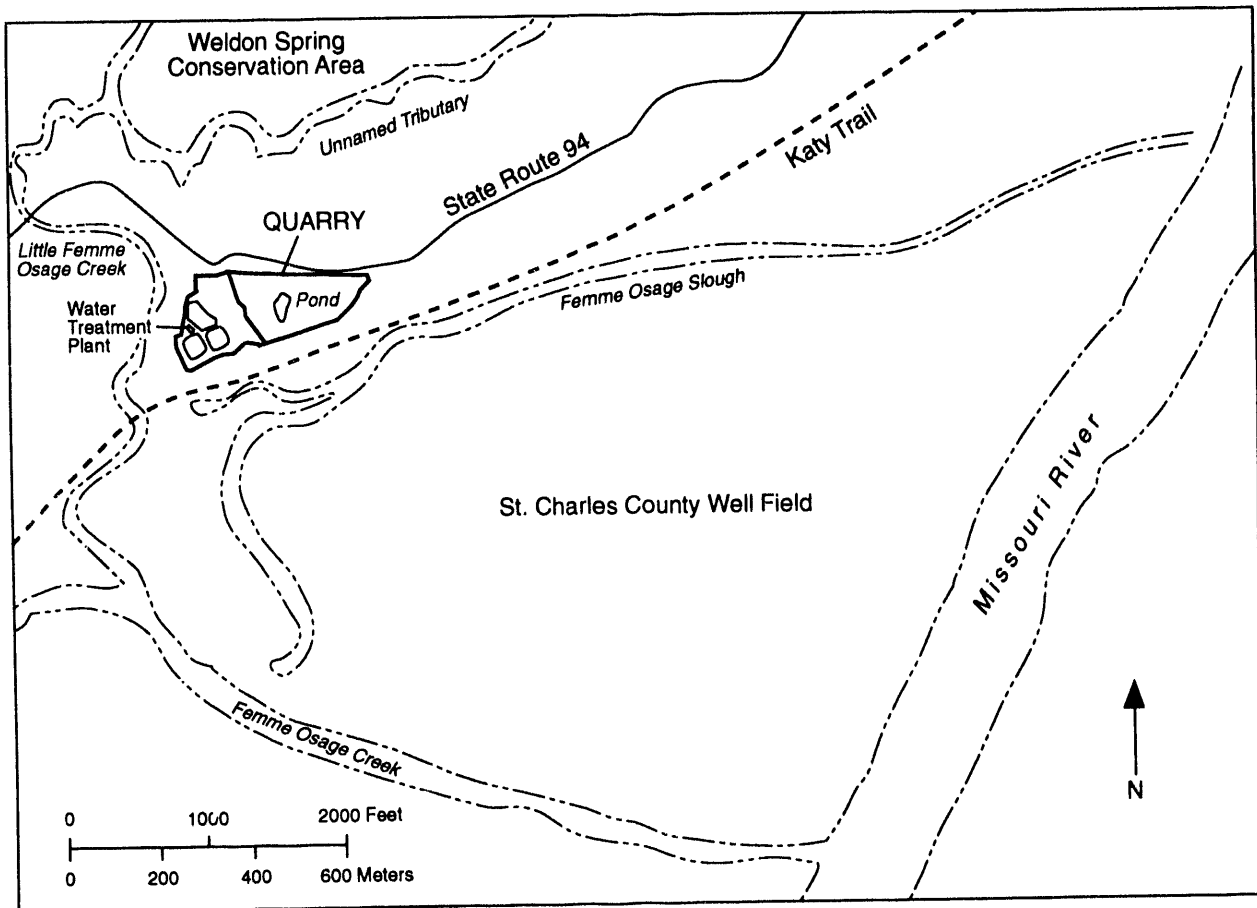 Weldon Spring
Conservation Area
Unnamed Tributary
State Route 94
Katy Trail
QUARRY
Little Femme
Osage Creek
Pond
Water
Treatment
Plant
Femme Osage Slough
St. Charles County Well Field
Missouri River
Femme Osage Creek
N
0 1000 2000 Feet
0 200 400 600 Meters